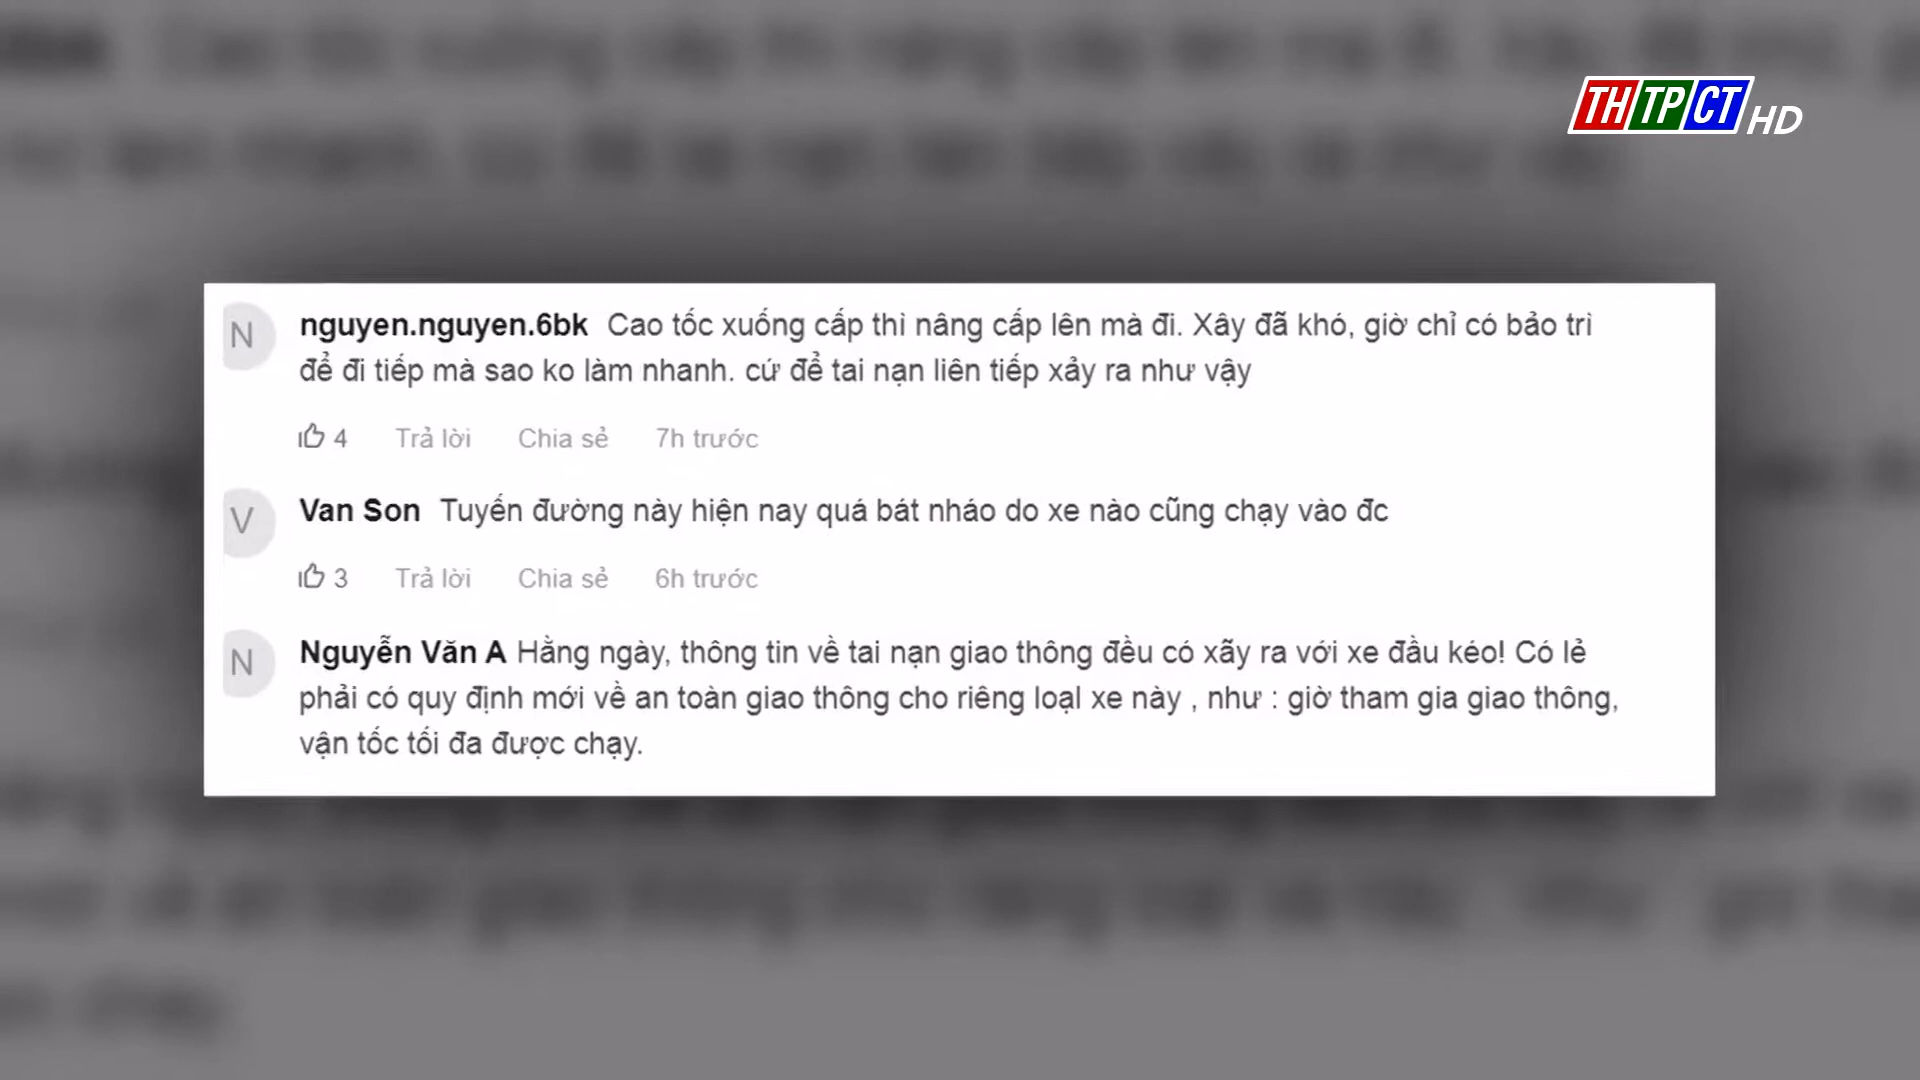 THTPCT HD
N nguyen.nguyen.6bk Cao tốc xuống cấp thì nâng cấp lên mà đi. Xây đã khó, giờ chỉ có bảo trì
để đi tiếp mà sao ko làm nhanh. cứ để tai nạn liên tiếp xảy ra như vậy
4 Trả lời Chia sẻ 7h trước
V Van Son Tuyến đường này hiện nay quá bát nháo do xe nào cũng chạy vào đc
3 Trả lời Chia sẻ 6h trước
N Nguyễn Văn A Hằng ngày, thông tin về tai nạn giao thông đều có xãy ra với xe đầu kéo! Có lẻ
phải có quy định mới về an toàn giao thông cho riêng loại xe này , như : giờ tham gia giao thông,
vận tốc tối đa được chạy.